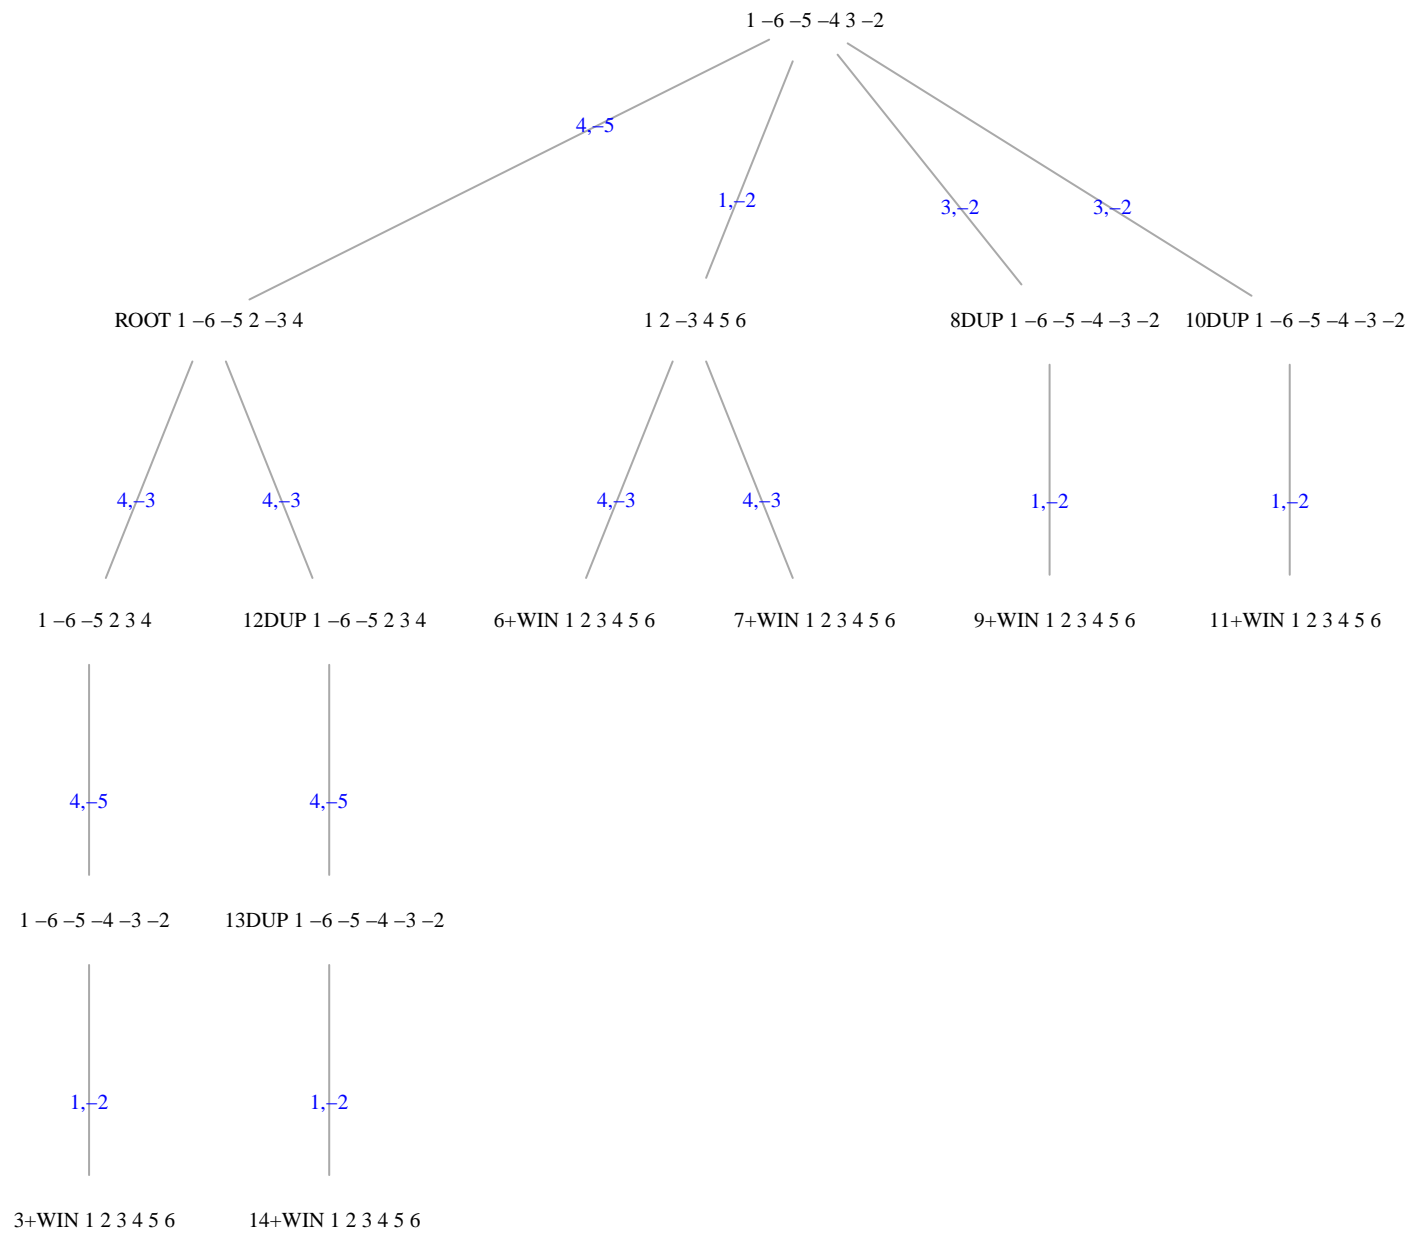 1 –6 –5 –4 3 –2
4,–5
1,–2
3,–2
3,–2
ROOT 1 –6 –5 2 –3 4
1 2 –3 4 5 6
8DUP 1 –6 –5 –4 –3 –2
10DUP 1 –6 –5 –4 –3 –2
4,–3
4,–3
4,–3
4,–3
1,–2
1,–2
1 –6 –5 2 3 4
12DUP 1 –6 –5 2 3 4
6+WIN 1 2 3 4 5 6
7+WIN 1 2 3 4 5 6
9+WIN 1 2 3 4 5 6
11+WIN 1 2 3 4 5 6
4,–5
4,–5
1 –6 –5 –4 –3 –2
13DUP 1 –6 –5 –4 –3 –2
1,–2
1,–2
3+WIN 1 2 3 4 5 6
14+WIN 1 2 3 4 5 6